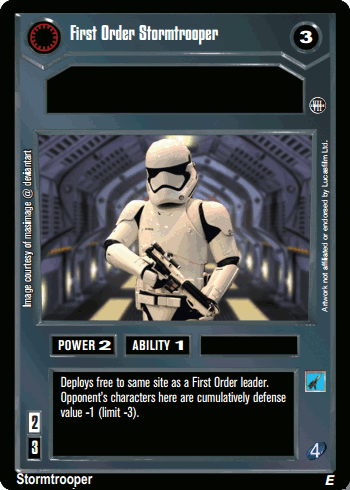 First Order Stormtrooper
3
VII
Image courtesy of masimage @ deviantart
Artwork not affiliated or endorsed by Lucasfilm Ltd.
POWER 2
ABILITY 1
Deploys free to same site as a First Order leader.
Opponent's characters here are cumulatively defense
value -1 (limit -3).
2
3
4
Stormtrooper
E